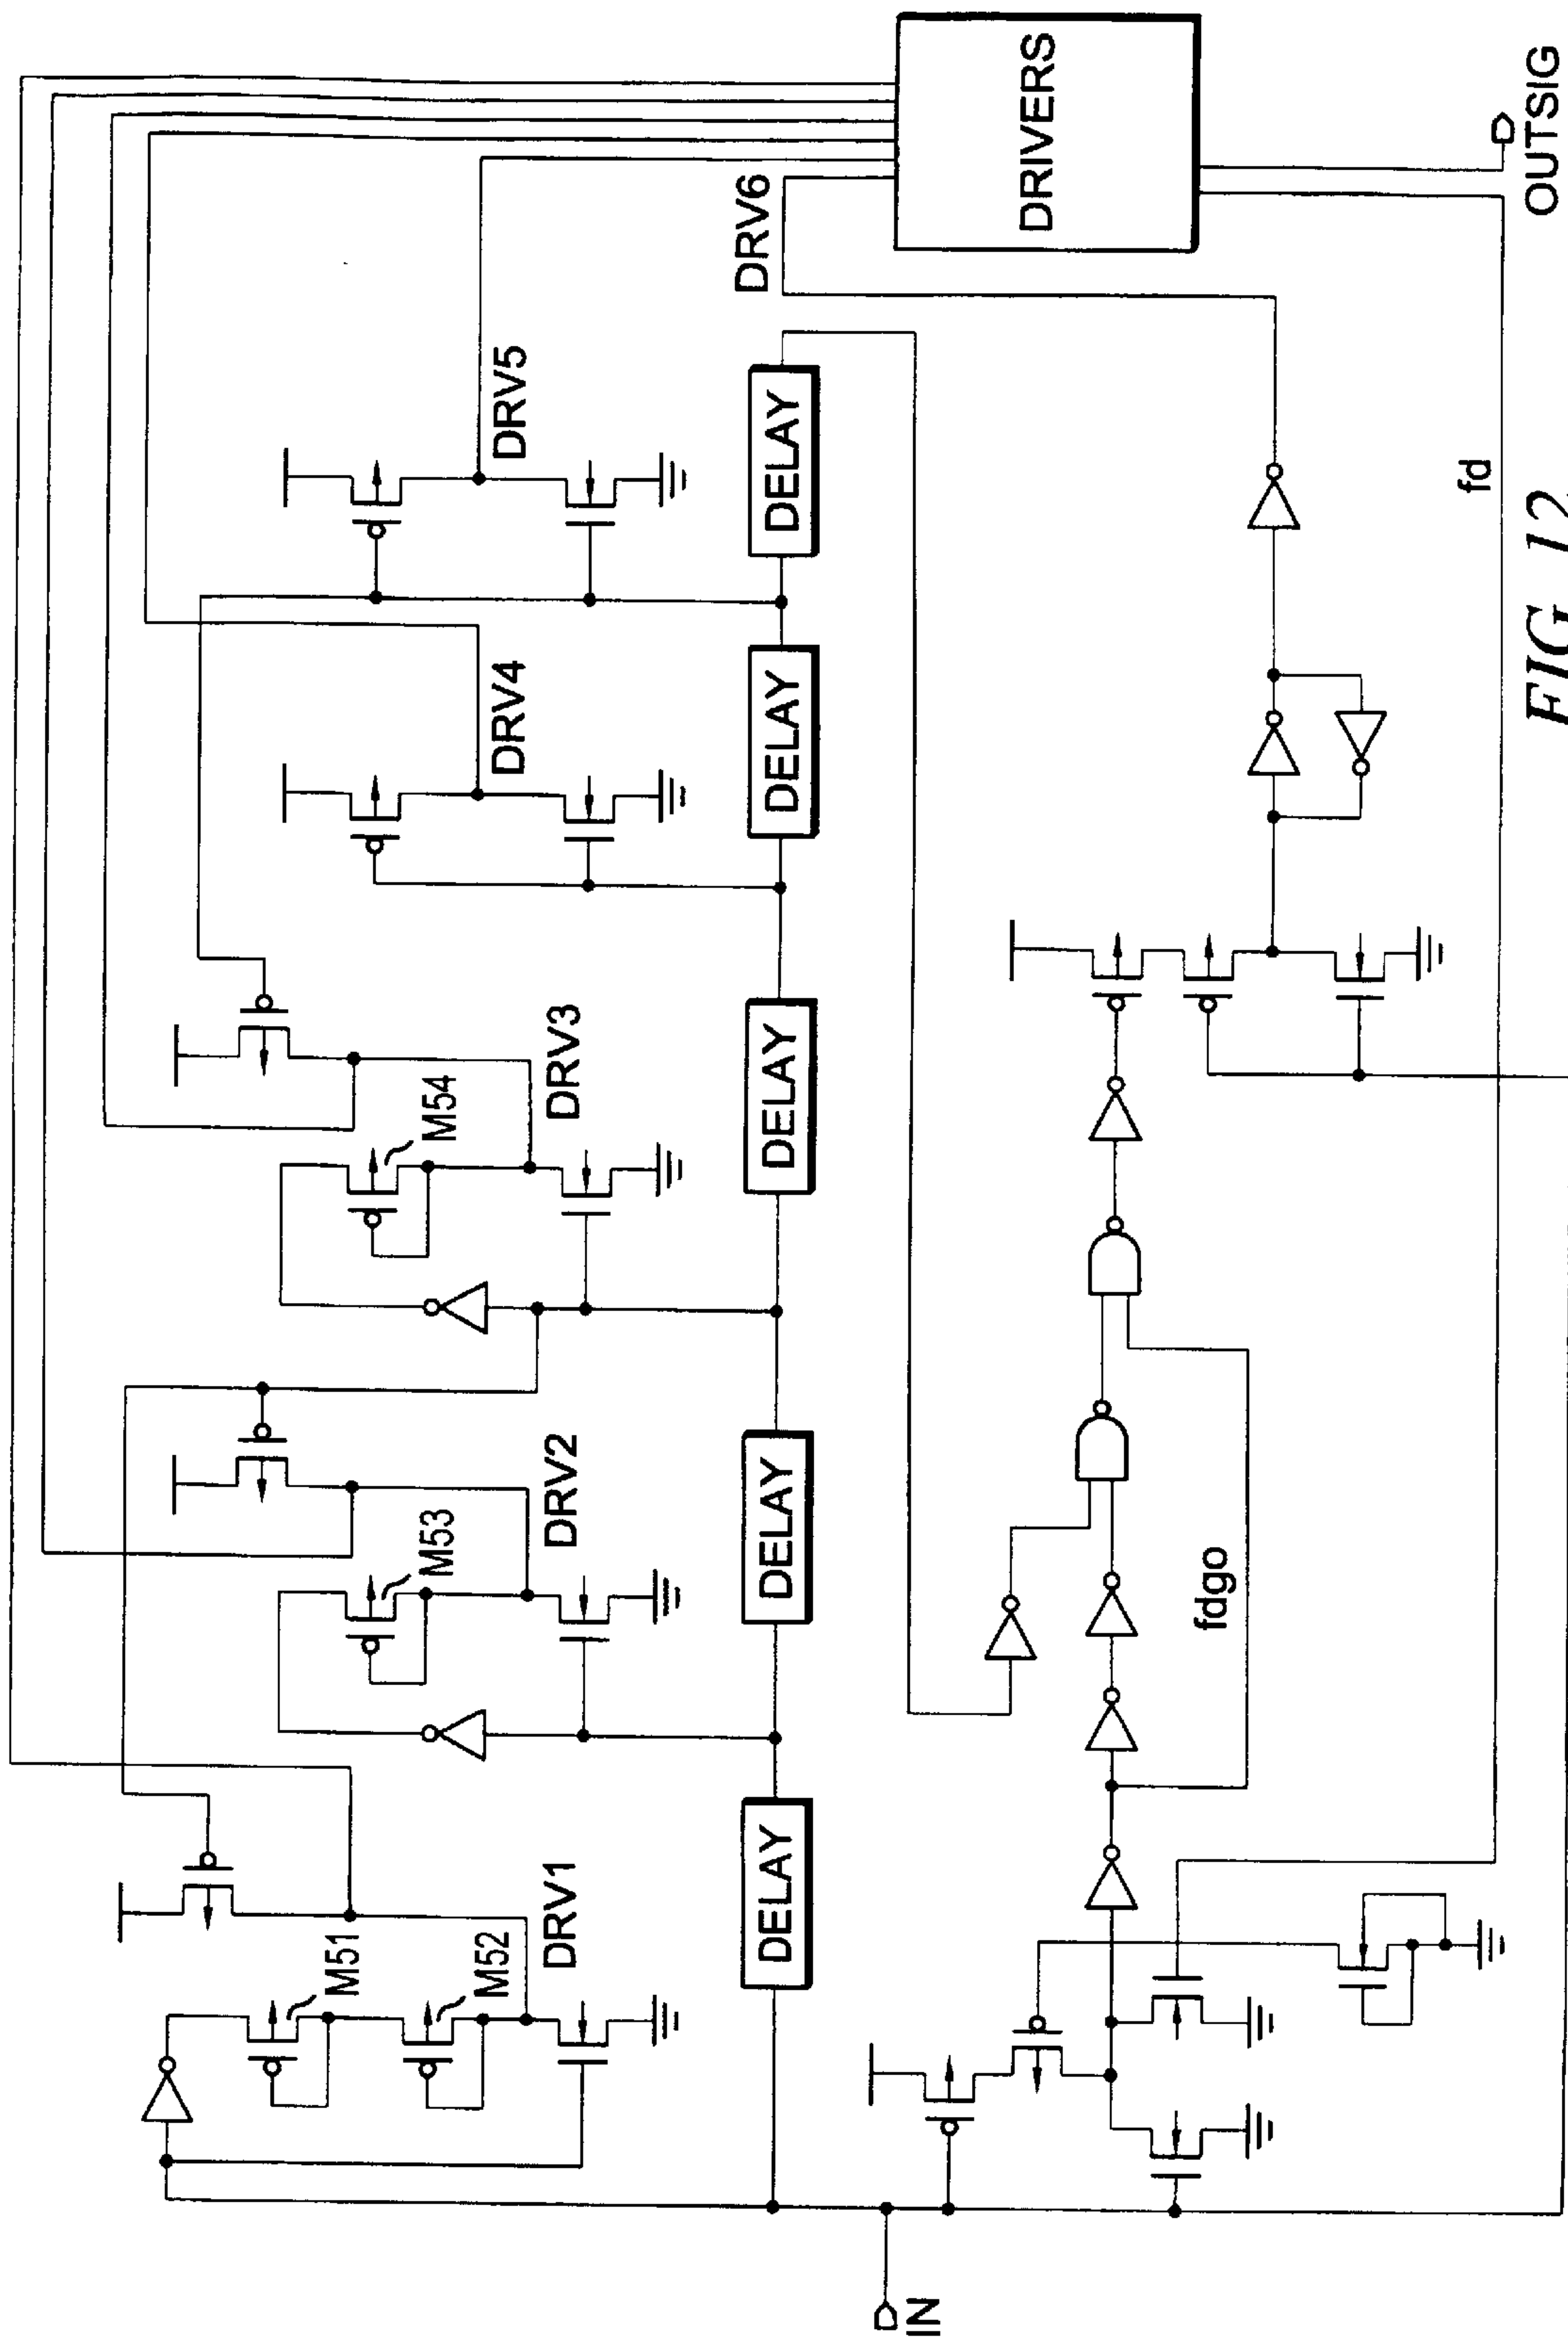 M51
M52
DRV1
M53
DRV2
M54
DRV3
DRV4
DRV5
DELAY
DELAY
DELAY
DELAY
DELAY
DRV6
DRIVERS
IN
fdgo
fd
OUTSIG
FIG. 12